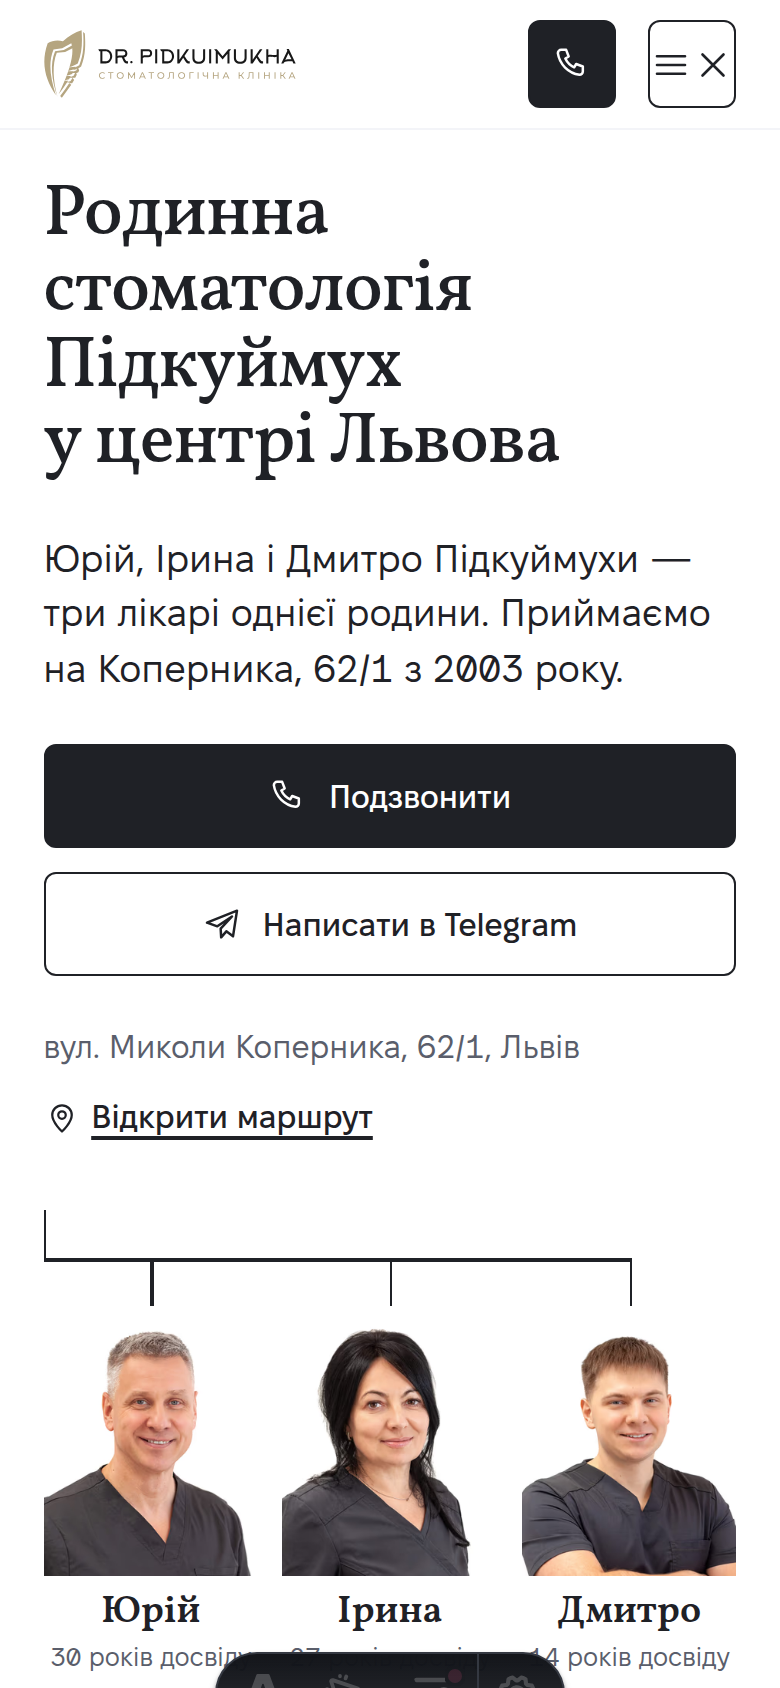 DR. PIDKUIMUKHA
СТОМАТОЛОГІЧНА КЛІНІКА
Родинна
стоматологія
Підкуймух
у центрі Львова
Юрій, Ірина і Дмитро Підкуймухи —
три лікарі однієї родини. Приймаємо
на Коперника, 62/1 з 2003 року.
Подзвонити
Написати в Telegram
вул. Миколи Коперника, 62/1, Львів
Відкрити маршрут
Юрій Ірина Дмитро
30 років досвіду 14 років досвіду